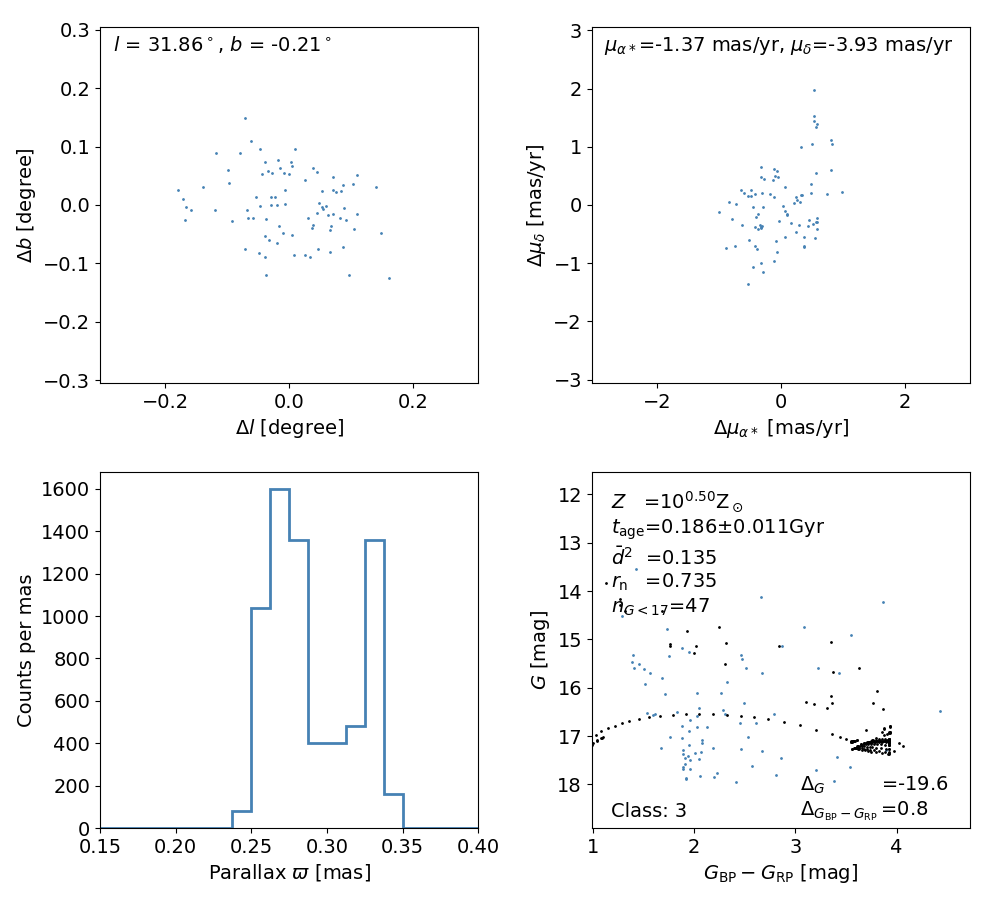 l = 31.86°, b = -0.21°
0.3
0.2
0.1
0.0
−0.1
−0.2
−0.3
−0.2 0.0 0.2
Δb [degree]
Δl [degree]
μα*=-1.37 mas/yr, μδ=-3.93 mas/yr
3
2
1
0
−1
−2
−3
−2 0 2
Δμδ [mas/yr]
Δμα* [mas/yr]
1600
1400
1200
1000
800
600
400
200
0
0.15 0.20 0.25 0.30 0.35 0.40
Counts per mas
Parallax ϖ [mas]
Z =10^0.50 Z⊙
t_age=0.186±0.011Gyr
d̄² =0.135
r_n =0.735
n_G<17=47
Δ_G =-19.6
Δ_GBP−GRP =0.8
Class: 3
12
13
14
15
16
17
18
1 2 3 4
G [mag]
G_BP − G_RP [mag]